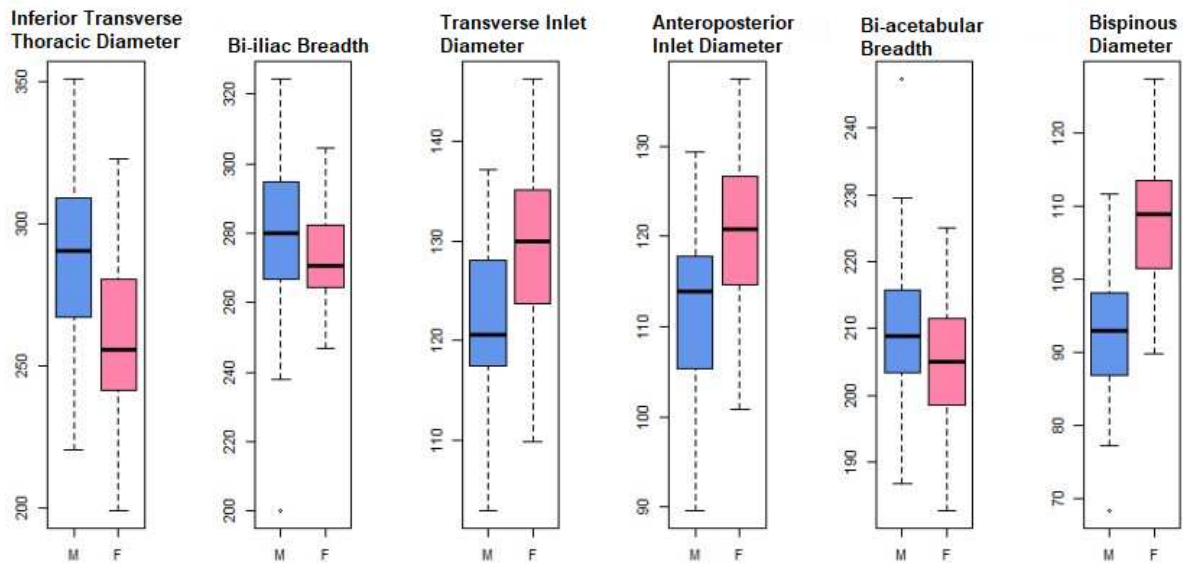 Inferior Transverse
Thoracic Diameter
350
300
250
200
M F
Bi-iliac Breadth
320
300
280
260
240
220
200
M F
Transverse Inlet
Diameter
140
130
120
110
M F
Anteroposterior
Inlet Diameter
130
120
110
100
90
M F
Bi-acetabular
Breadth
240
230
220
210
200
190
M F
Bispinous
Diameter
120
110
100
90
80
70
M F